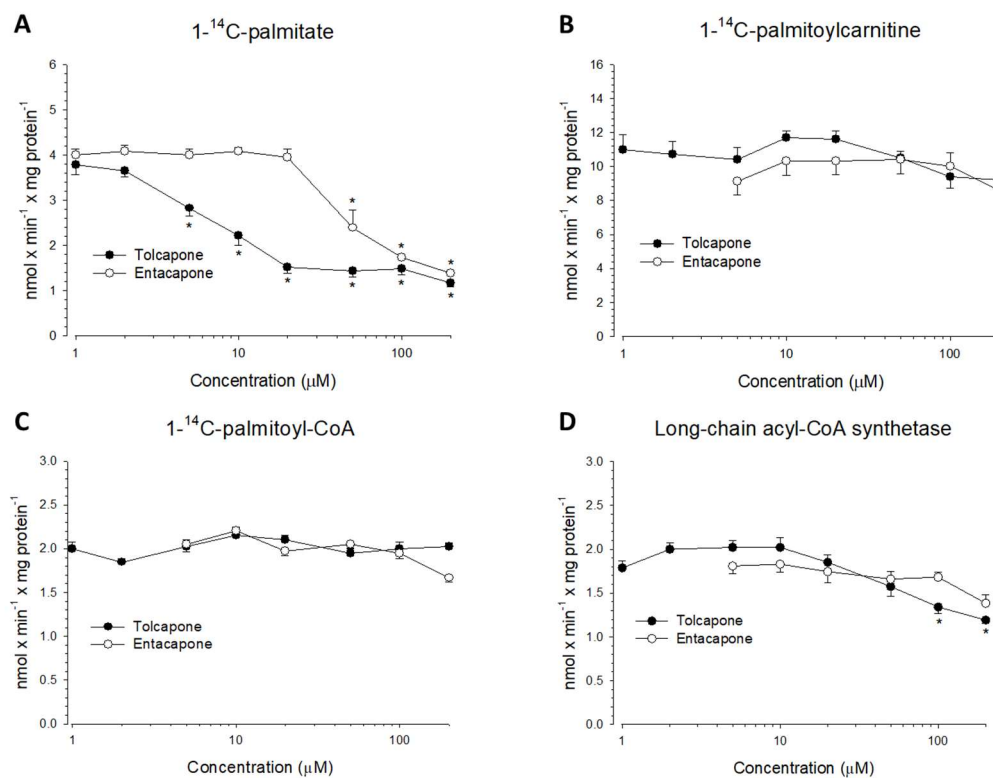 A
1-¹⁴C-palmitate
nmol x min⁻¹ x mg protein⁻¹
6
5
4
3
2
1
0
* * * * * *
* * *
Tolcapone
Entacapone
1 10 100
Concentration (μM)
B
1-¹⁴C-palmitoylcarnitine
nmol x min⁻¹ x mg protein⁻¹
16
14
12
10
8
6
4
2
0
Tolcapone
Entacapone
1 10 100
Concentration (μM)
C
1-¹⁴C-palmitoyl-CoA
nmol x min⁻¹ x mg protein⁻¹
3.0
2.5
2.0
1.5
1.0
0.5
0.0
Tolcapone
Entacapone
1 10 100
Concentration (μM)
D
Long-chain acyl-CoA synthetase
nmol x min⁻¹ x mg protein⁻¹
3.0
2.5
2.0
1.5
1.0
0.5
0.0
* *
Tolcapone
Entacapone
1 10 100
Concentration (μM)